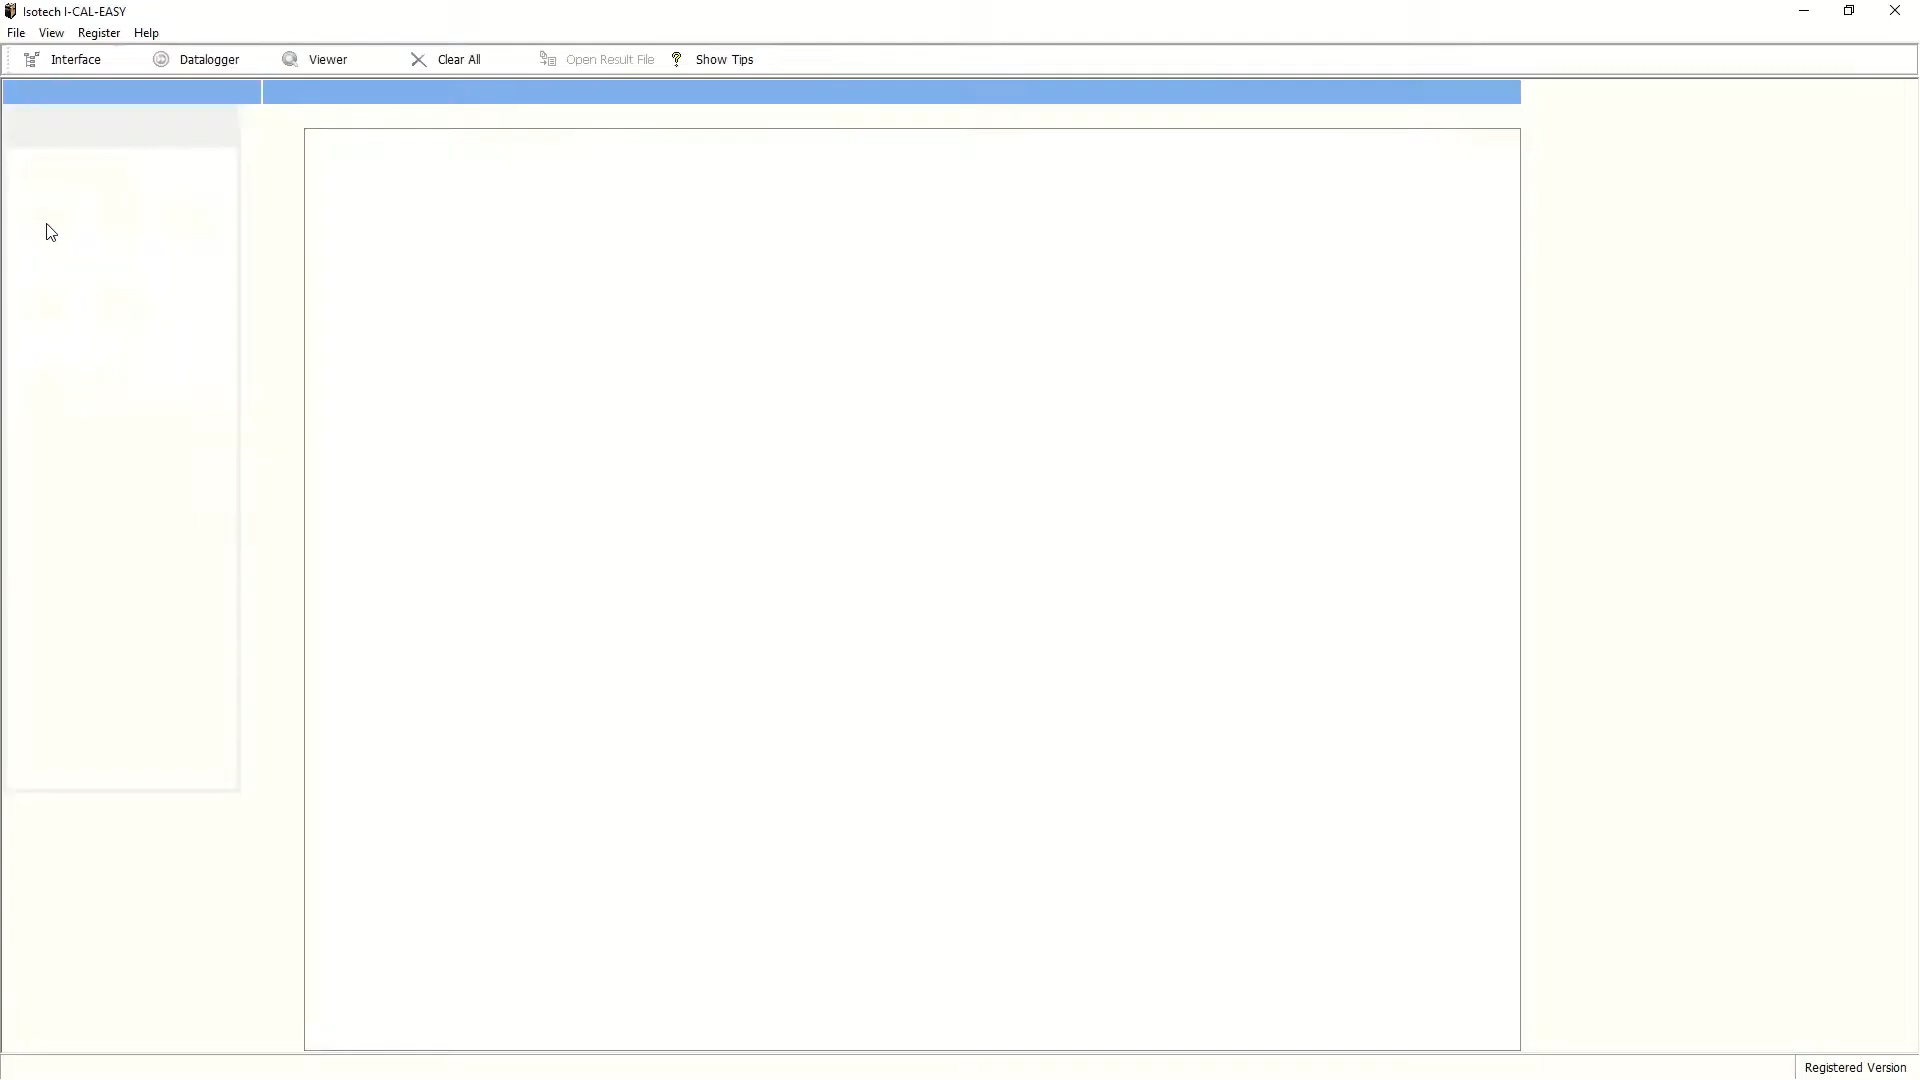 Isotech I-CAL-EASY
File View Register Help
Interface Datalogger Viewer Clear All Open Result File Show Tips
Registered Version